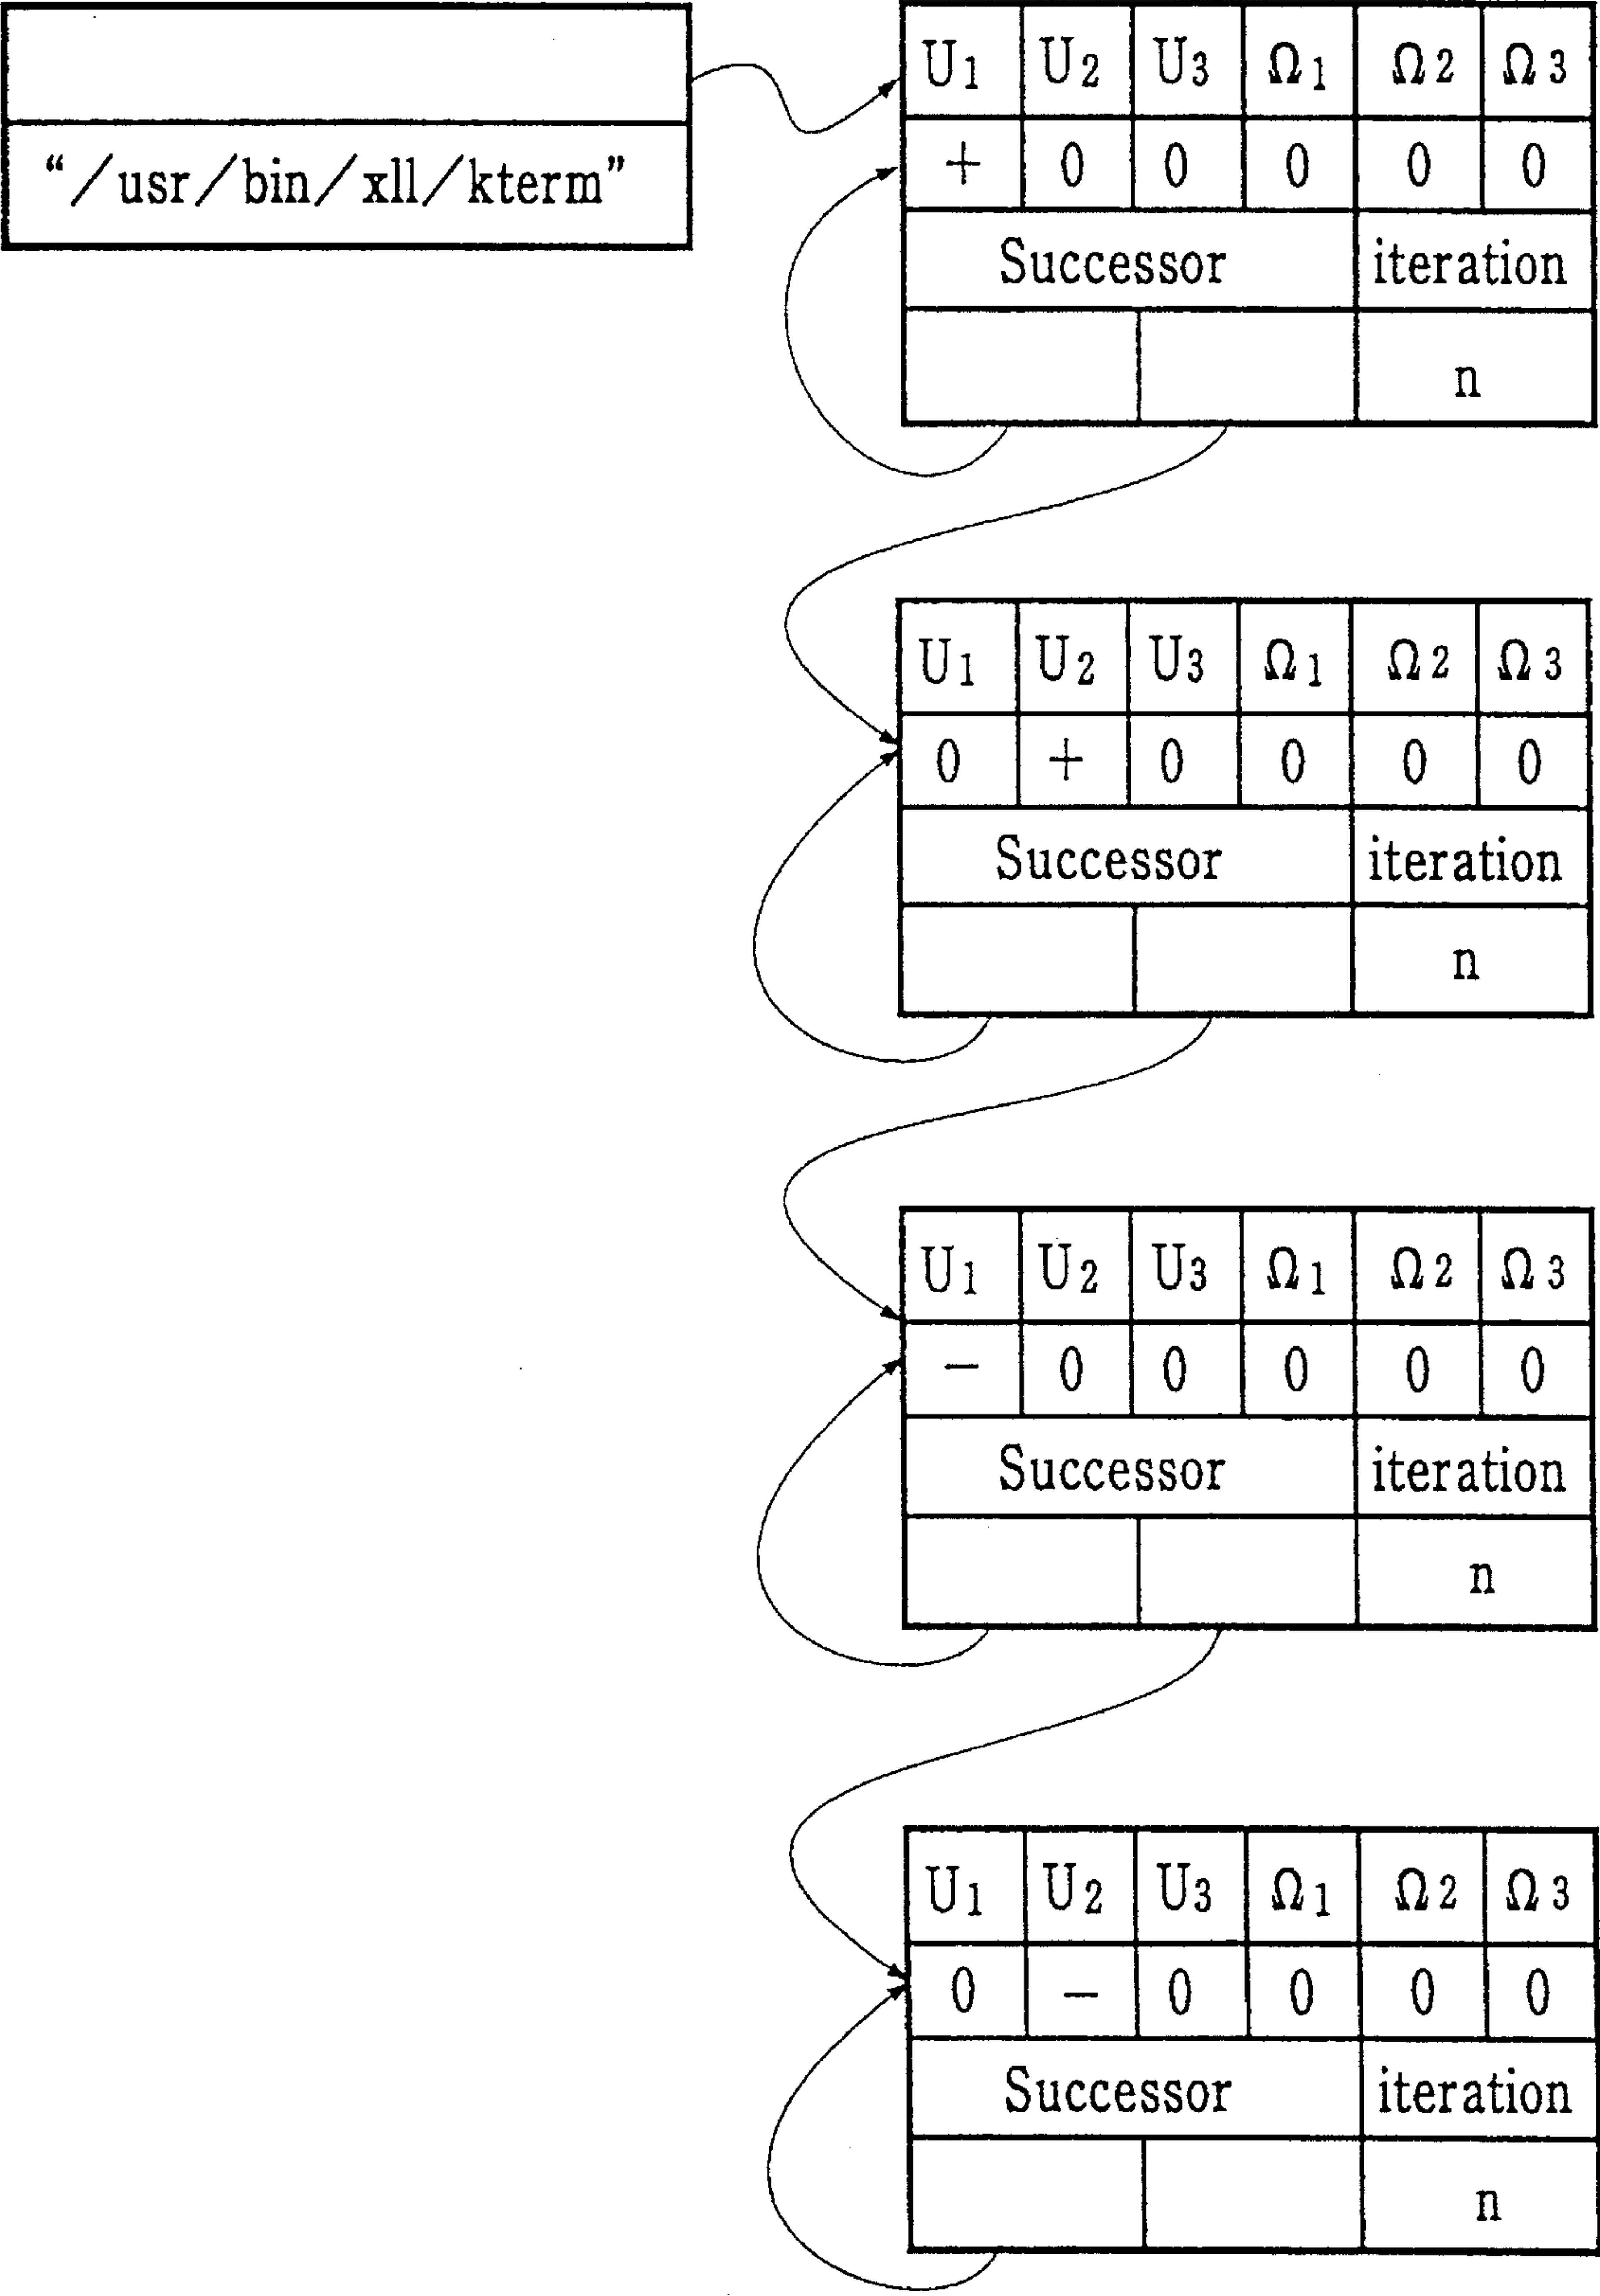 “/usr/bin/xll/kterm”
U1 U2 U3 Ω1 Ω2 Ω3
+ 0 0 0 0 0
Successor iteration
n
U1 U2 U3 Ω1 Ω2 Ω3
0 + 0 0 0 0
Successor iteration
n
U1 U2 U3 Ω1 Ω2 Ω3
− 0 0 0 0 0
Successor iteration
n
U1 U2 U3 Ω1 Ω2 Ω3
0 − 0 0 0 0
Successor iteration
n